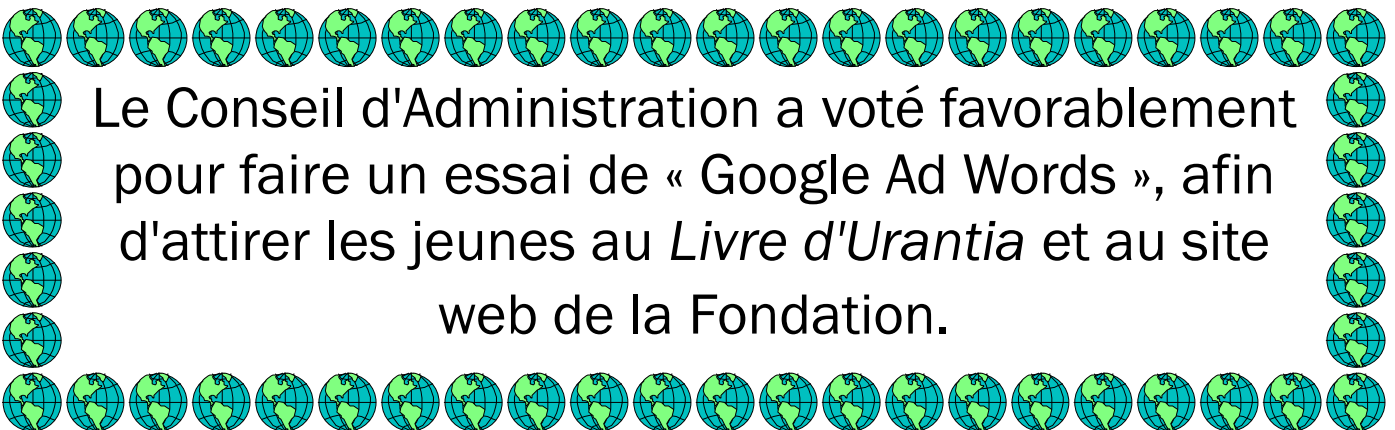 Le Conseil d'Administration a voté favorablement
pour faire un essai de « Google Ad Words », afin
d'attirer les jeunes au Livre d'Urantia et au site
web de la Fondation.